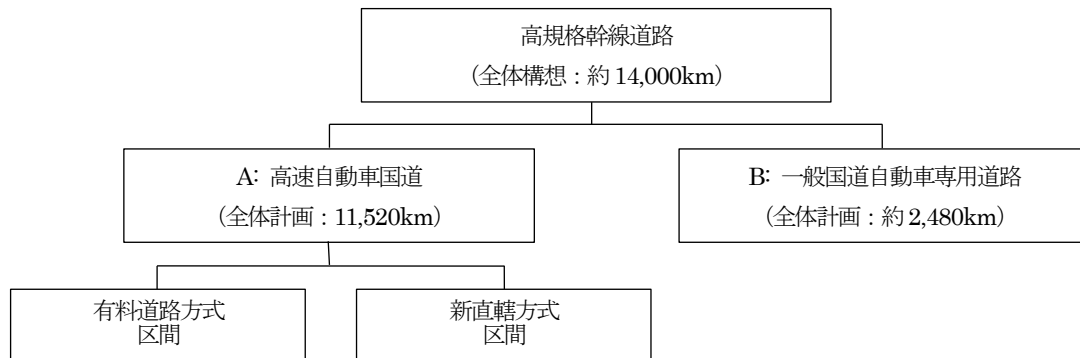 高規格幹線道路
（全体構想：約 14,000km）
A: 高速自動車国道
（全体計画：11,520km）
B: 一般国道自動車専用道路
（全体計画：約 2,480km）
有料道路方式
区間
新直轄方式
区間